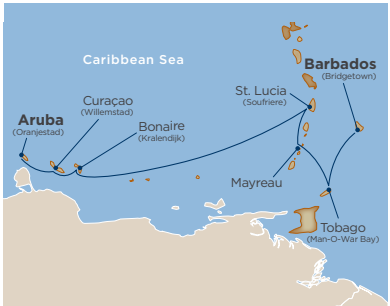 Caribbean Sea
Barbados
(Bridgetown)
St. Lucia
(Soufriere)
Curaçao
(Willemstad)
Aruba
(Oranjestad)
Bonaire
(Kralendijk)
Mayreau
Tobago
(Man-O-War Bay)